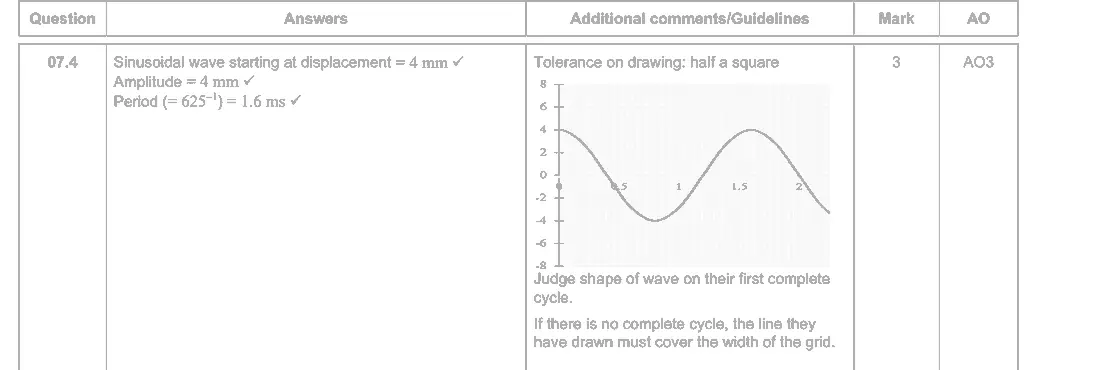 Question Answers Additional comments/Guidelines Mark AO
07.4 Sinusoidal wave starting at displacement = 4 mm ✓ Tolerance on drawing: half a square 3 AO3
Amplitude = 4 mm ✓
Period (= 625⁻¹) = 1.6 ms ✓
8
6
4
2
0
0 0.5 1 1.5 2
-2
-4
-6
-8
Judge shape of wave on their first complete
cycle.
If there is no complete cycle, the line they
have drawn must cover the width of the grid.